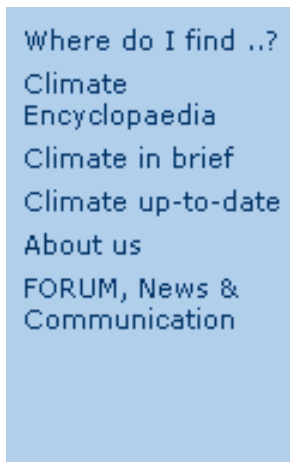 Where do I find ..?
Climate
Encyclopaedia
Climate in brief
Climate up-to-date
About us
FORUM, News &
Communication